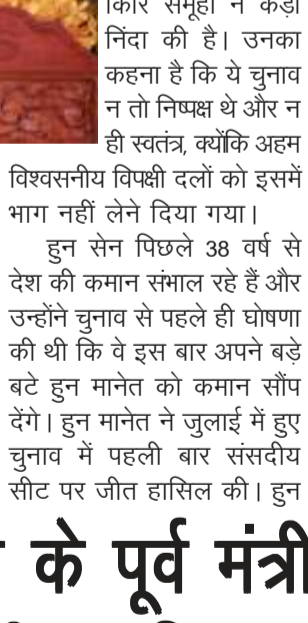 समूहों ने कड़ी
निंदा की है। उनका
कहना है कि ये चुनाव
न तो निष्पक्ष थे और न
ही स्वतंत्र, क्योंकि अहम
विश्वसनीय विपक्षी दलों को इसमें
भाग नहीं लेने दिया गया।
हुन सेन पिछले 38 वर्ष से
देश की कमान संभाल रहे हैं और
उन्होंने चुनाव से पहले ही घोषणा
की थी कि वे इस बार अपने बड़े
बटे हुन मानेत को कमान सौंप
देंगे। हुन मानेत ने जुलाई में हुए
चुनाव में पहली बार संसदीय
सीट पर जीत हासिल की। हुन
के पूर्व मंत्री